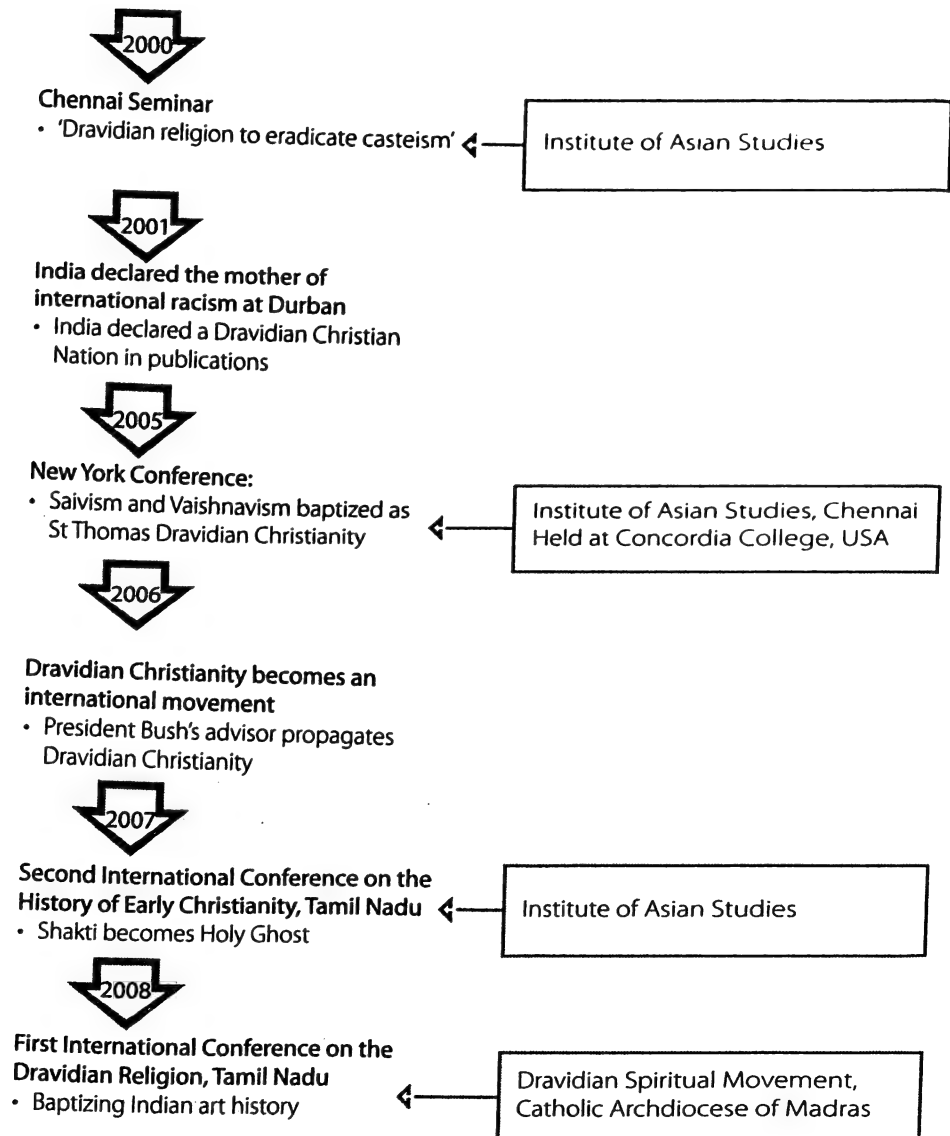 2000
Chennai Seminar
• 'Dravidian religion to eradicate casteism'
Institute of Asian Studies
2001
India declared the mother of
international racism at Durban
• India declared a Dravidian Christian
Nation in publications
2005
New York Conference:
• Saivism and Vaishnavism baptized as
St Thomas Dravidian Christianity
Institute of Asian Studies, Chennai
Held at Concordia College, USA
2006
Dravidian Christianity becomes an
international movement
• President Bush's advisor propagates
Dravidian Christianity
2007
Second International Conference on the
History of Early Christianity, Tamil Nadu
• Shakti becomes Holy Ghost
Institute of Asian Studies
2008
First International Conference on the
Dravidian Religion, Tamil Nadu
• Baptizing Indian art history
Dravidian Spiritual Movement,
Catholic Archdiocese of Madras